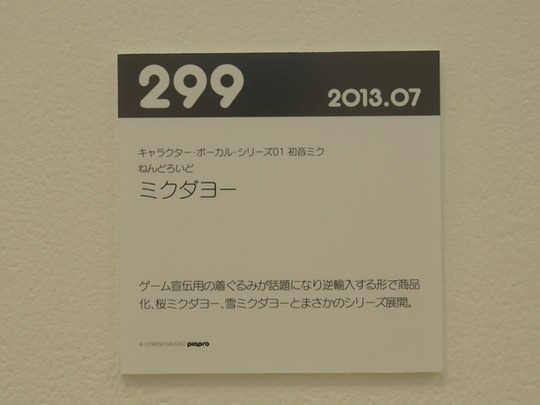 299
2013.07
キャラクター・ボーカル・シリーズ01 初音ミク
ねんどろいど
ミクダヨー
ゲーム宣伝用の着ぐるみが話題になり逆輸入する形で商品
化、桜ミクダヨー、雪ミクダヨーとまさかのシリーズ展開。
piapro